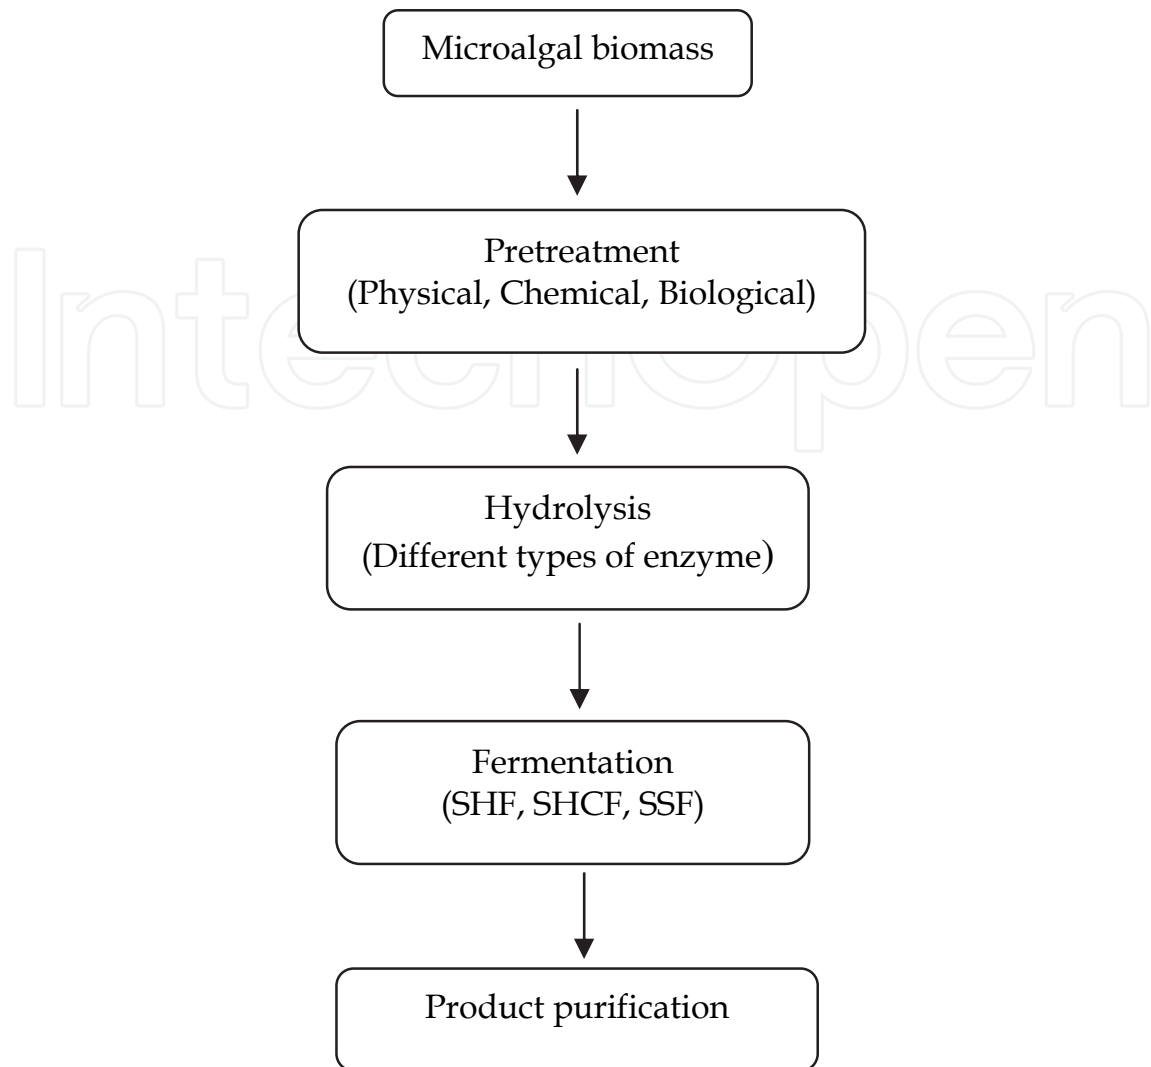 Microalgal biomass
Pretreatment
(Physical, Chemical, Biological)
IntechOpen
Hydrolysis
(Different types of enzyme)
Fermentation
(SHF, SHCF, SSF)
Product purification